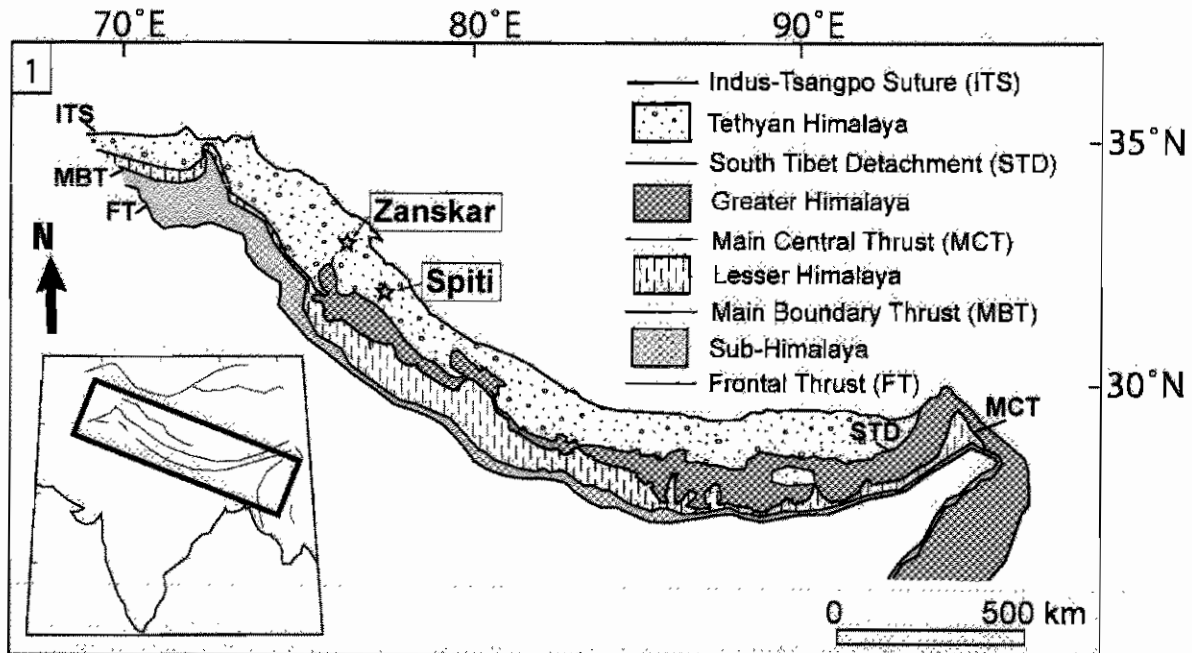 70˚E 80˚E 90˚E
1
Indus-Tsangpo Suture (ITS)
ITS
Tethyan Himalaya
35˚N
South Tibet Detachment (STD)
MBT
Greater Himalaya
FT
Zanskar
N
Main Central Thrust (MCT)
Lesser Himalaya
Spiti
Main Boundary Thrust (MBT)
Sub-Himalaya
Frontal Thrust (FT)
30˚N
MCT
STD
0 500 km